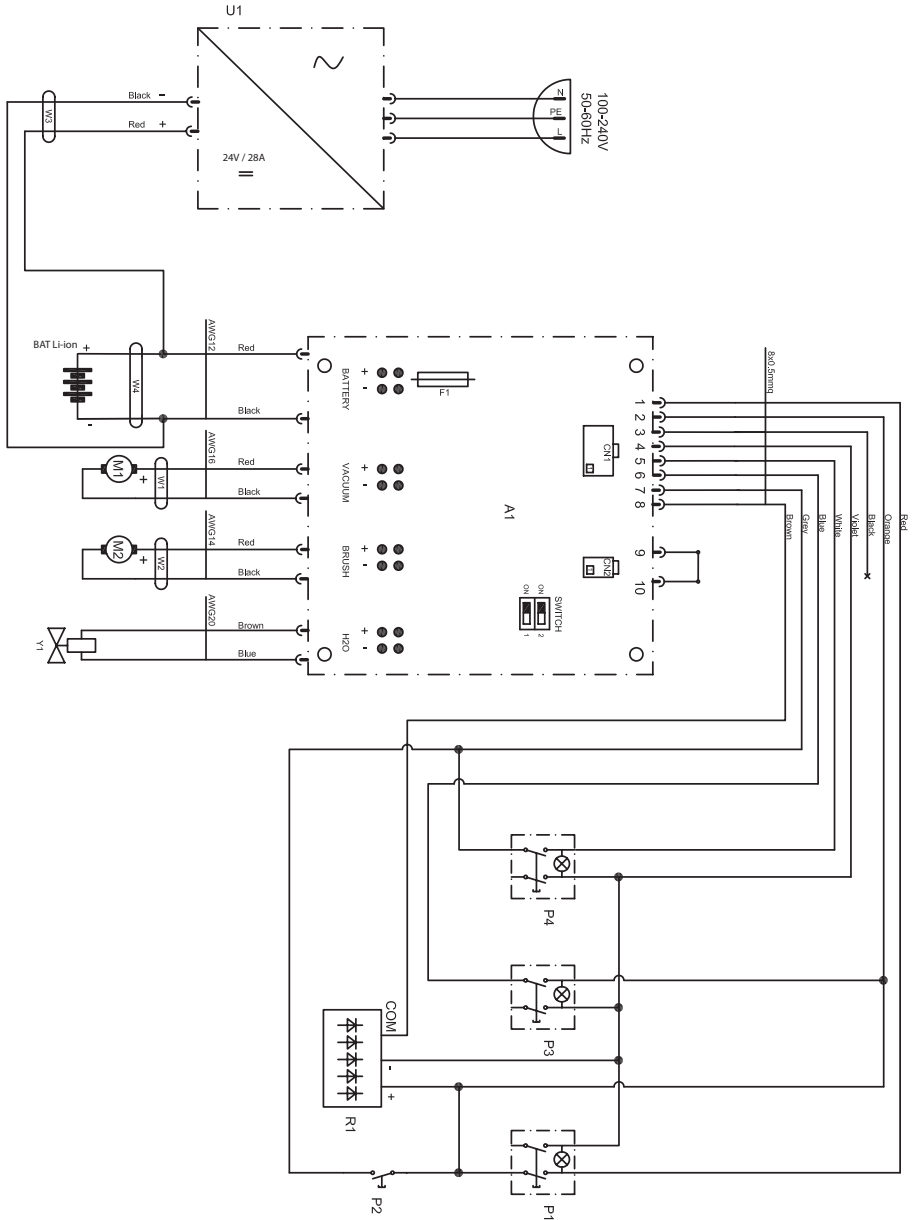 U1
100-240V
50-60Hz
N
PE
L
Black -
Red +
W3
24V / 28A
BAT Li-ion
+
-
W4
AWG12
Red
Black
BATTERY
+
-
F1
M1
+
W1
AWG16
Red
Black
VACUUM
+
-
M2
+
W2
AWG14
Red
Black
BRUSH
+
-
Y1
AWG20
Brown
Blue
H2O
+
-
A1
CN1
CN2
SWITCH
ON
ON
1
2
1
2
3
4
5
6
7
8
9
10
8x0,5mmq
Red
Orange
Black
Violet
White
Blue
Grey
Brown
P4
P3
COM
-
+
R1
P2
P1